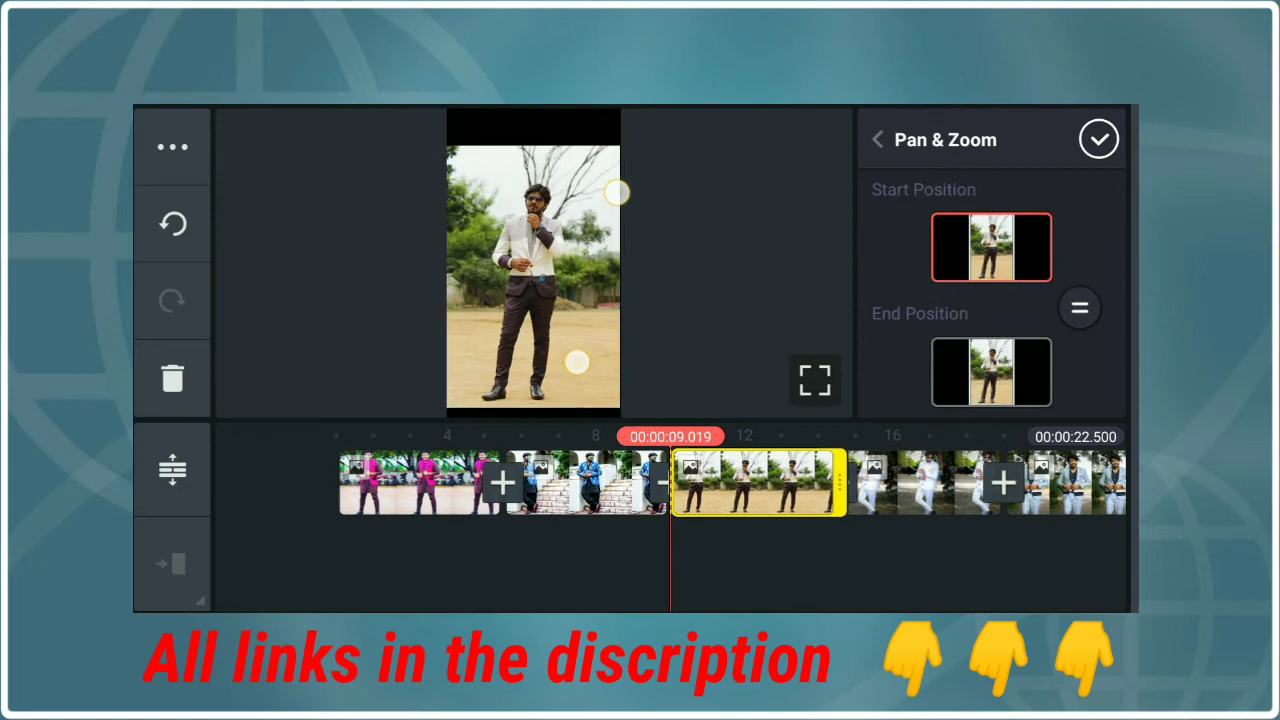 Pan & Zoom
Start Position
End Position
4
8
00:00:09.019
12
16
00:00:22.500
All links in the discription